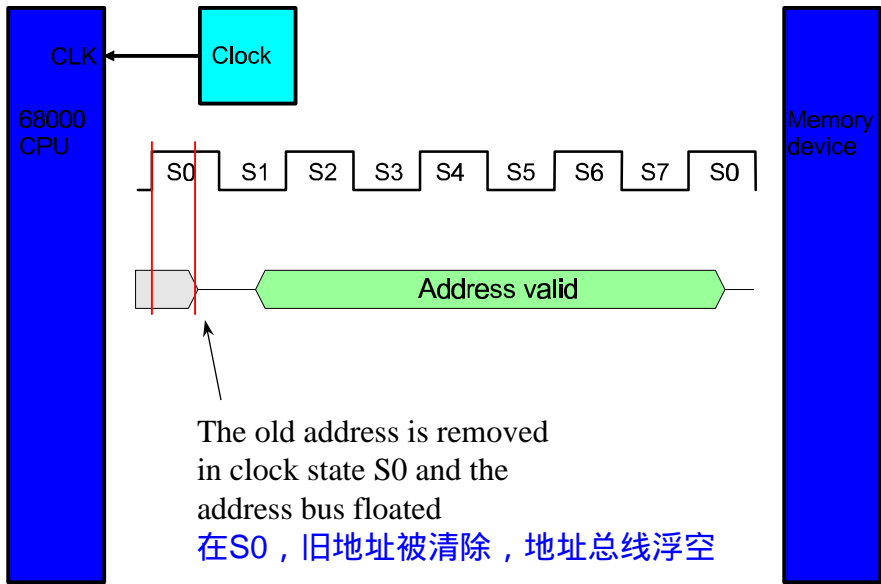 CLK
Clock
68000
CPU
Memory
device
S0 S1 S2 S3 S4 S5 S6 S7 S0
Address valid
The old address is removed
in clock state S0 and the
address bus floated
在S0，旧地址被清除，地址总线浮空